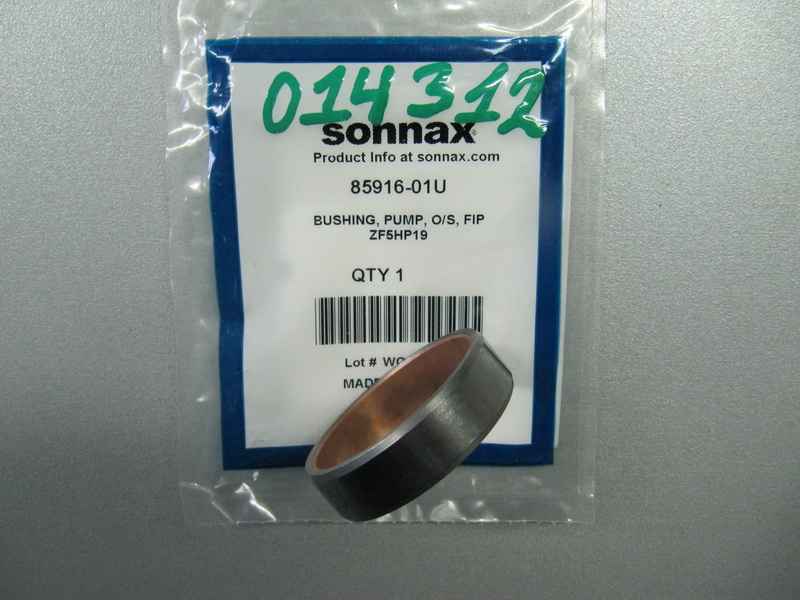 014312
sonnax
Product Info at sonnax.com
85916-01U
BUSHING, PUMP, O/S, FIP
ZF5HP19
QTY 1
Lot #